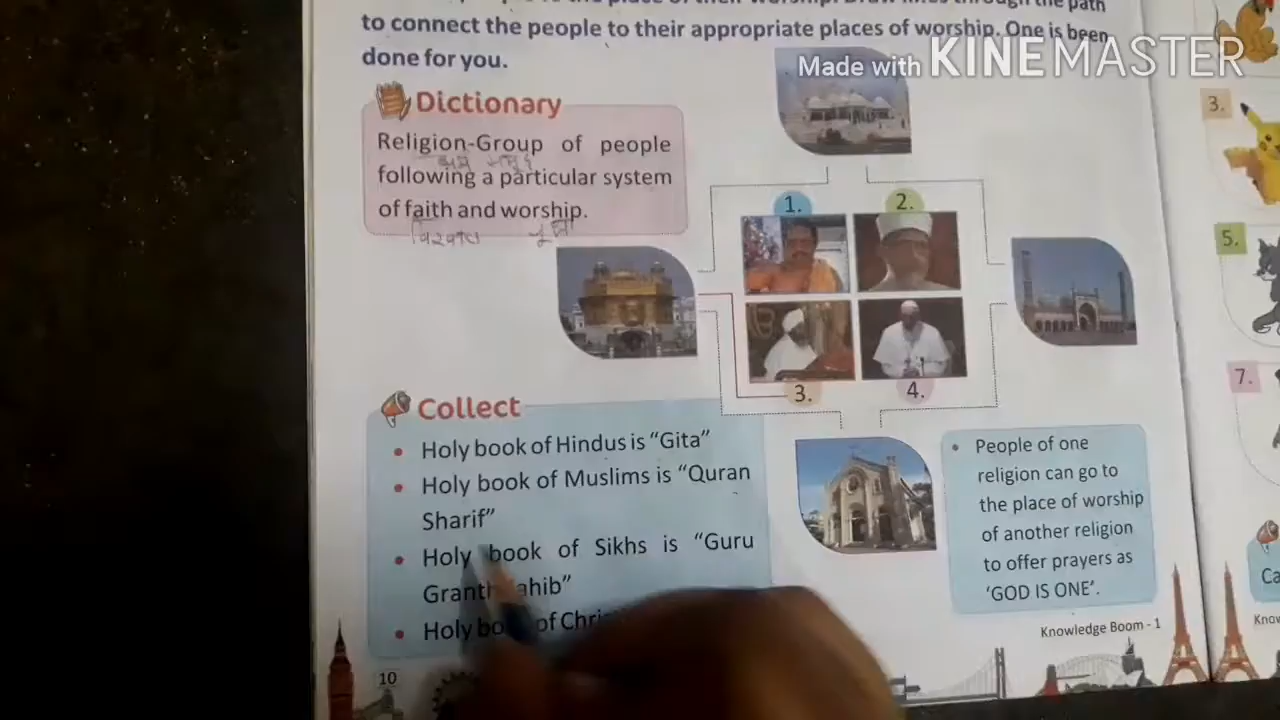 to connect the people to their appropriate places of worship. One is been
done for you.
Made with KINEMASTER
Dictionary
Religion-Group of people
following a particular system
of faith and worship.
विश्वास
1.
2.
3.
4.
Collect
Holy book of Hindus is “Gita”
Holy book of Muslims is “Quran
Sharif”
Holy book of Sikhs is “Guru
Granth
Holy of
People of one
religion can go to
the place of worship
of another religion
to offer prayers as
‘GOD IS ONE’.
Knowledge Boom - 1
10
3.
5.
7.